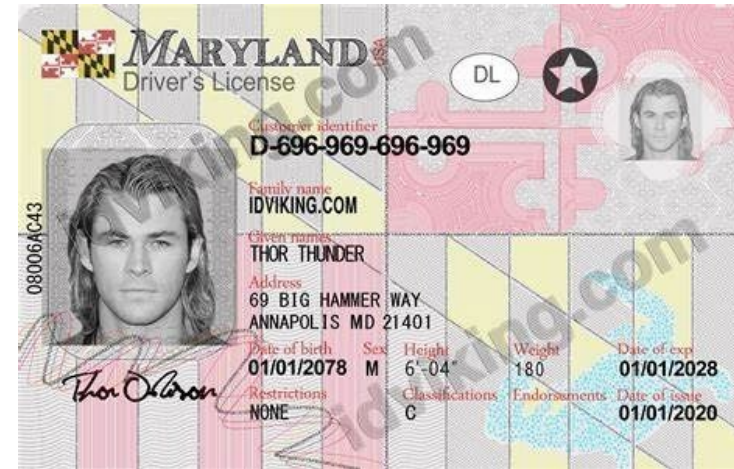 MARYLAND USA
Driver's License
DL
Customer identifier
D-696-969-696-969
Family name
IDVIKING.COM
Given names
THOR THUNDER
Address
69 BIG HAMMER WAY
ANNAPOLIS MD 21401
Date of birth Sex Height Weight Date of exp
01/01/2078 M 6'-04" 180 01/01/2028
Restrictions Classifications Endorsements Date of issue
NONE C 01/01/2020
08006AC43
Thor Odinson
idviking.com
idviking.com